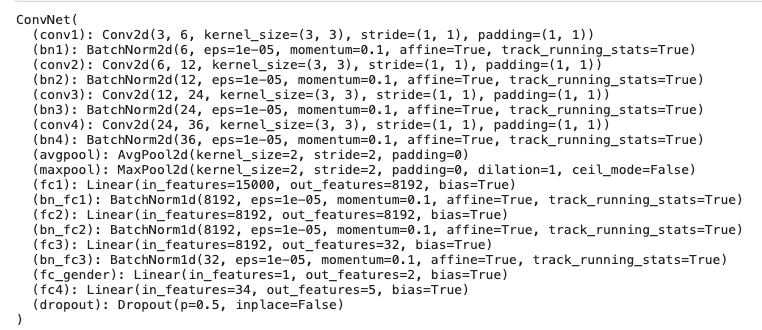 ConvNet(
  (conv1): Conv2d(3, 6, kernel_size=(3, 3), stride=(1, 1), padding=(1, 1))
  (bn1): BatchNorm2d(6, eps=1e-05, momentum=0.1, affine=True, track_running_stats=True)
  (conv2): Conv2d(6, 12, kernel_size=(3, 3), stride=(1, 1), padding=(1, 1))
  (bn2): BatchNorm2d(12, eps=1e-05, momentum=0.1, affine=True, track_running_stats=True)
  (conv3): Conv2d(12, 24, kernel_size=(3, 3), stride=(1, 1), padding=(1, 1))
  (bn3): BatchNorm2d(24, eps=1e-05, momentum=0.1, affine=True, track_running_stats=True)
  (conv4): Conv2d(24, 36, kernel_size=(3, 3), stride=(1, 1), padding=(1, 1))
  (bn4): BatchNorm2d(36, eps=1e-05, momentum=0.1, affine=True, track_running_stats=True)
  (avgpool): AvgPool2d(kernel_size=2, stride=2, padding=0)
  (maxpool): MaxPool2d(kernel_size=2, stride=2, padding=0, dilation=1, ceil_mode=False)
  (fc1): Linear(in_features=15000, out_features=8192, bias=True)
  (bn_fc1): BatchNorm1d(8192, eps=1e-05, momentum=0.1, affine=True, track_running_stats=True)
  (fc2): Linear(in_features=8192, out_features=8192, bias=True)
  (bn_fc2): BatchNorm1d(8192, eps=1e-05, momentum=0.1, affine=True, track_running_stats=True)
  (fc3): Linear(in_features=8192, out_features=32, bias=True)
  (bn_fc3): BatchNorm1d(32, eps=1e-05, momentum=0.1, affine=True, track_running_stats=True)
  (fc_gender): Linear(in_features=1, out_features=2, bias=True)
  (fc4): Linear(in_features=34, out_features=5, bias=True)
  (dropout): Dropout(p=0.5, inplace=False)
)